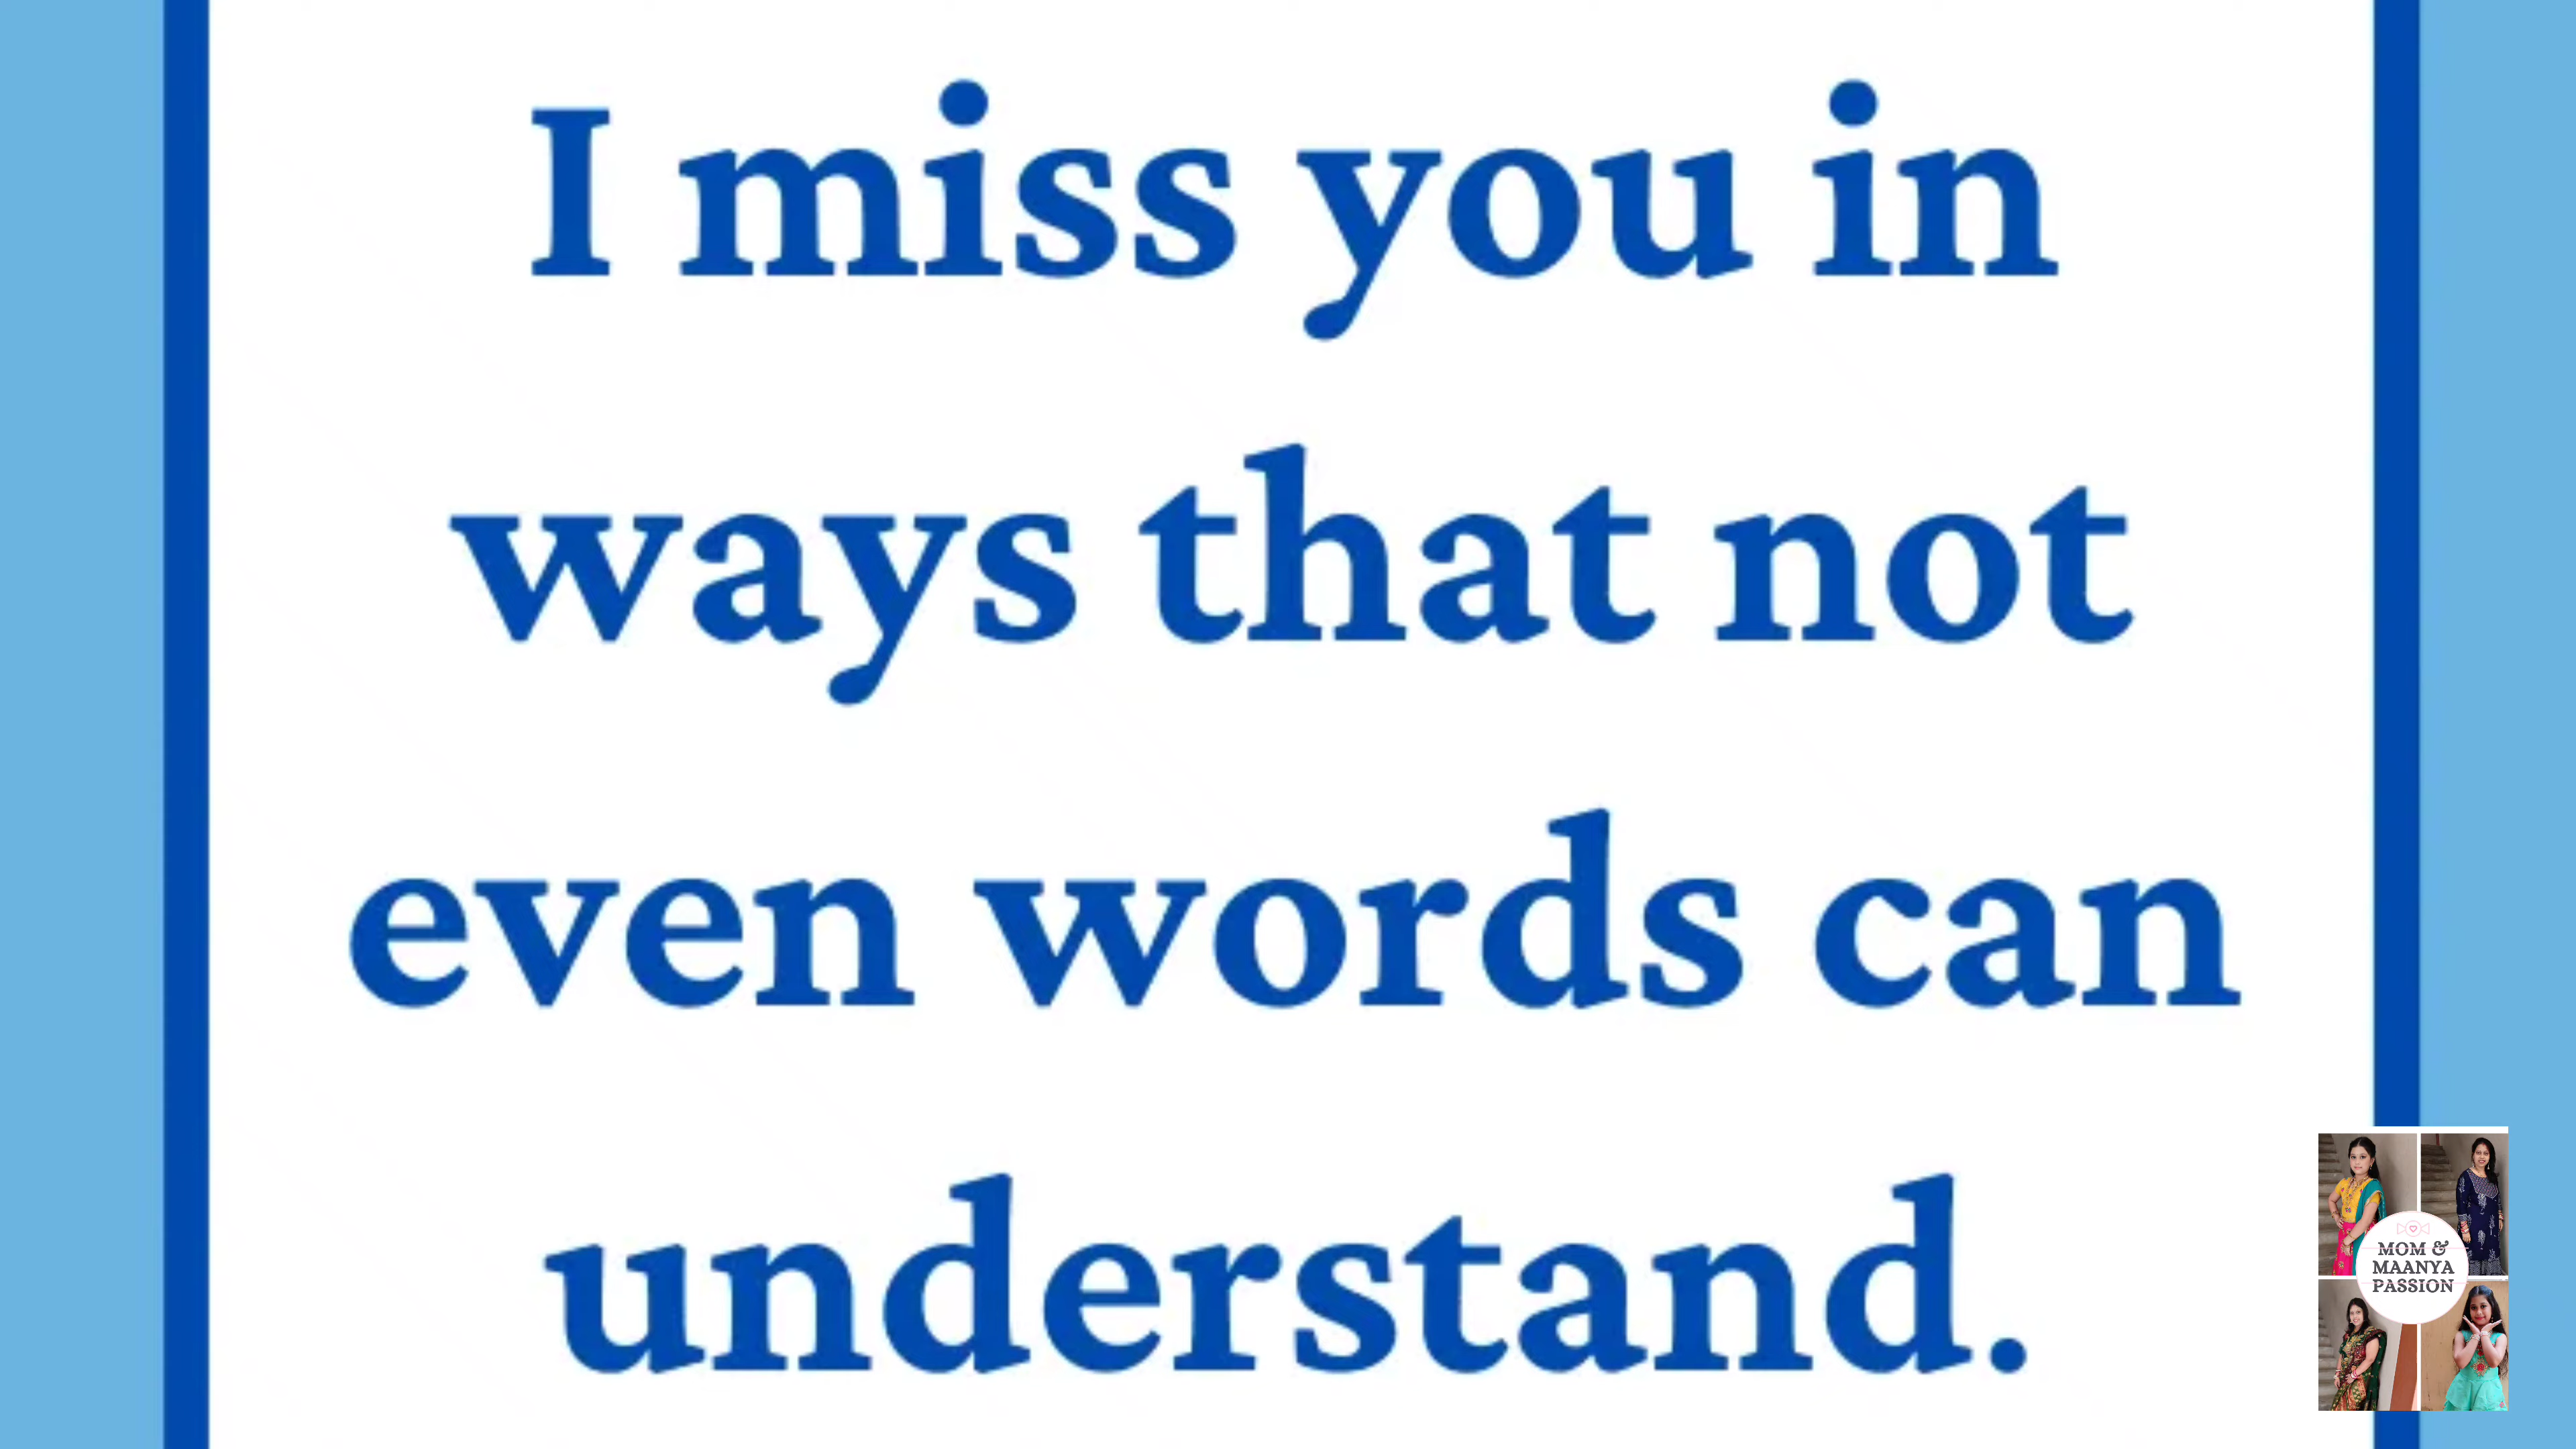 I miss you in
ways that not
even words can
understand.
MOM &
MAANYA
PASSION